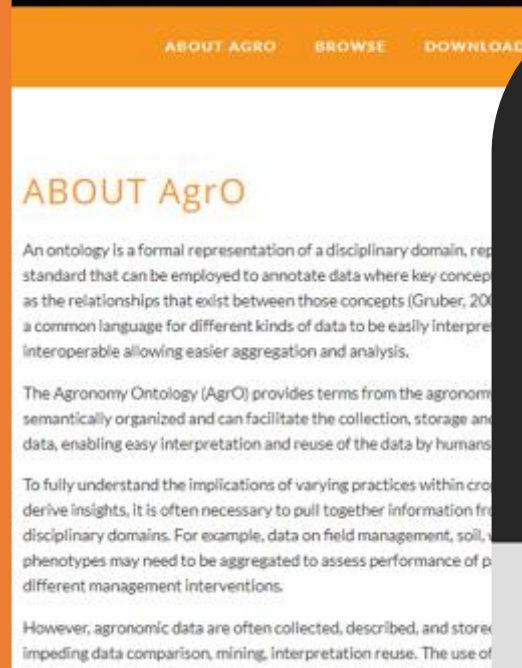 ABOUT AGRO BROWSE DOWNLOAD
ABOUT AgrO
An ontology is a formal representation of a disciplinary domain, rep
standard that can be employed to annotate data where key concep
as the relationships that exist between those concepts (Gruber, 200
a common language for different kinds of data to be easily interpre
interoperable allowing easier aggregation and analysis.
The Agronomy Ontology (AgrO) provides terms from the agronom
semantically organized and can facilitate the collection, storage and
data, enabling easy interpretation and reuse of the data by humans
To fully understand the implications of varying practices within cro
derive insights, it is often necessary to pull together information fro
disciplinary domains. For example, data on field management, soil,
phenotypes may need to be aggregated to assess performance of p
different management interventions.
However, agronomic data are often collected, described, and stored
impeding data comparison, mining, interpretation reuse. The use of